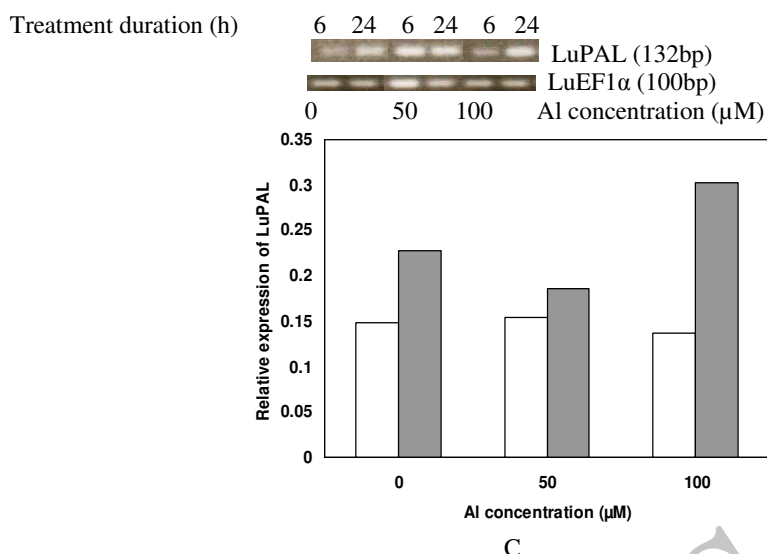 Treatment duration (h) 6 24 6 24 6 24
LuPAL (132bp)
LuEF1α (100bp)
0 50 100 Al concentration (µM)
0.35
0.3
0.25
0.2
0.15
0.1
0.05
0
Relative expression of LuPAL
0 50 100
Al concentration (µM)
C